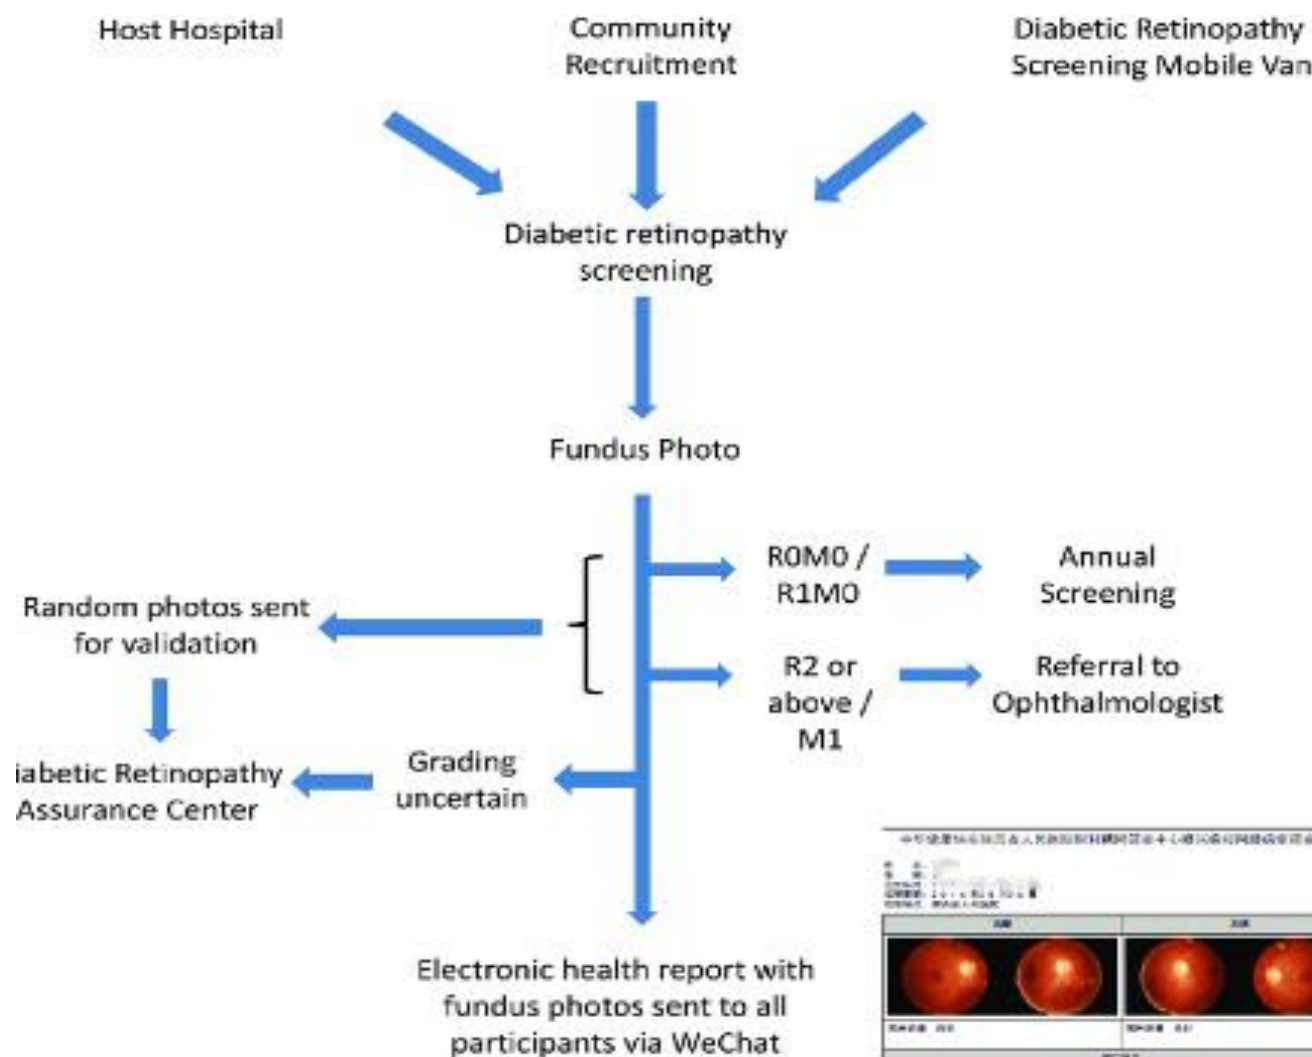 Host Hospital
Community
Recruitment
Diabetic Retinopathy
Screening Mobile Van
Diabetic retinopathy
screening
Fundus Photo
R0M0 /
R1M0
Annual
Screening
Random photos sent
for validation
R2 or
above /
M1
Referral to
Ophthalmologist
Grading
uncertain
iabetic Retinopathy
Assurance Center
Electronic health report with
fundus photos sent to all
participants via WeChat